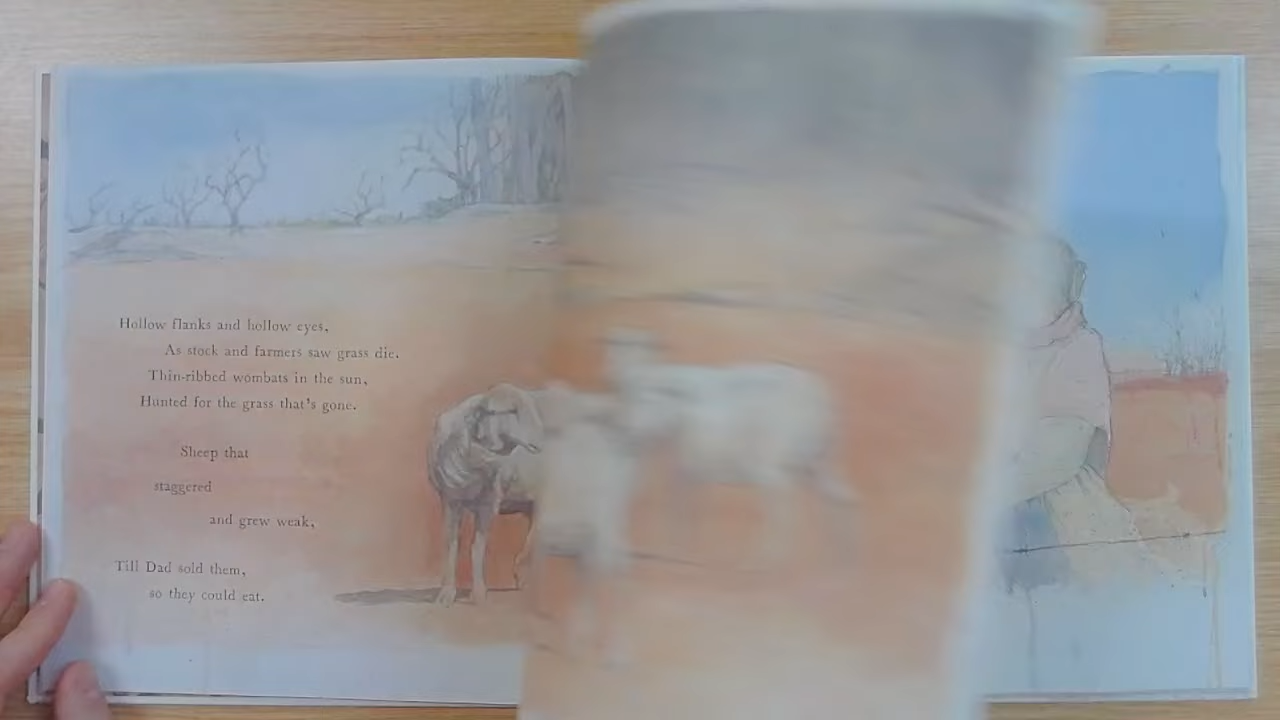 Hollow flanks and hollow eyes,
As stock and farmers saw grass die.
Thin-ribbed wombats in the sun,
Hunted for the grass that's gone.
Sheep that
staggered
and grew weak,
Till Dad sold them,
so they could eat.